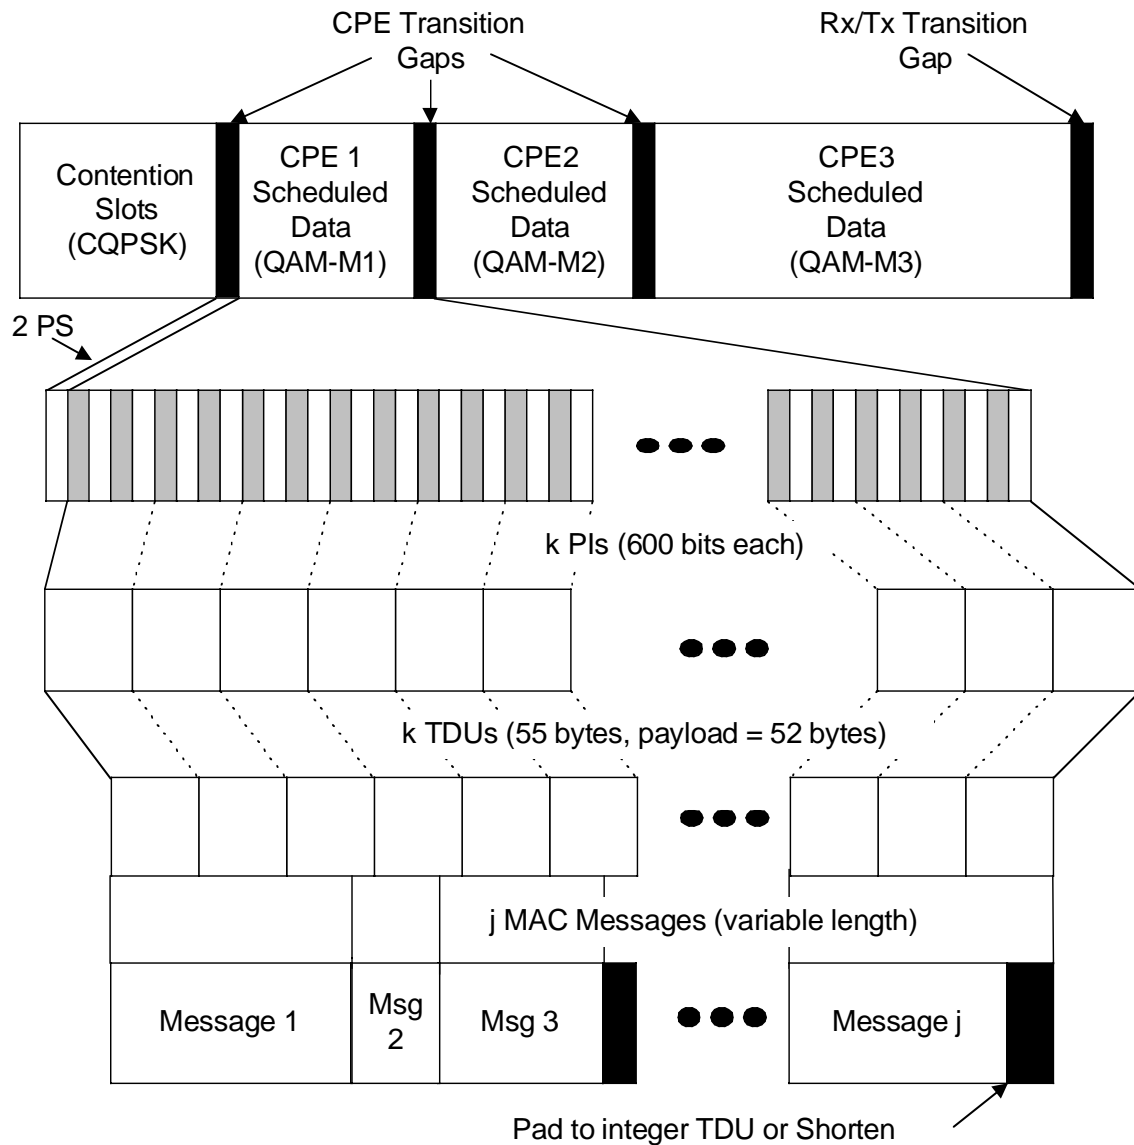 CPE Transition
Gaps
Rx/Tx Transition
Gap
Contention
Slots
(CQPSK)
CPE 1
Scheduled
Data
(QAM-M1)
CPE2
Scheduled
Data
(QAM-M2)
CPE3
Scheduled
Data
(QAM-M3)
2 PS
k PIs (600 bits each)
k TDUs (55 bytes, payload = 52 bytes)
j MAC Messages (variable length)
Message 1
Msg
2
Msg 3
Message j
Pad to integer TDU or Shorten